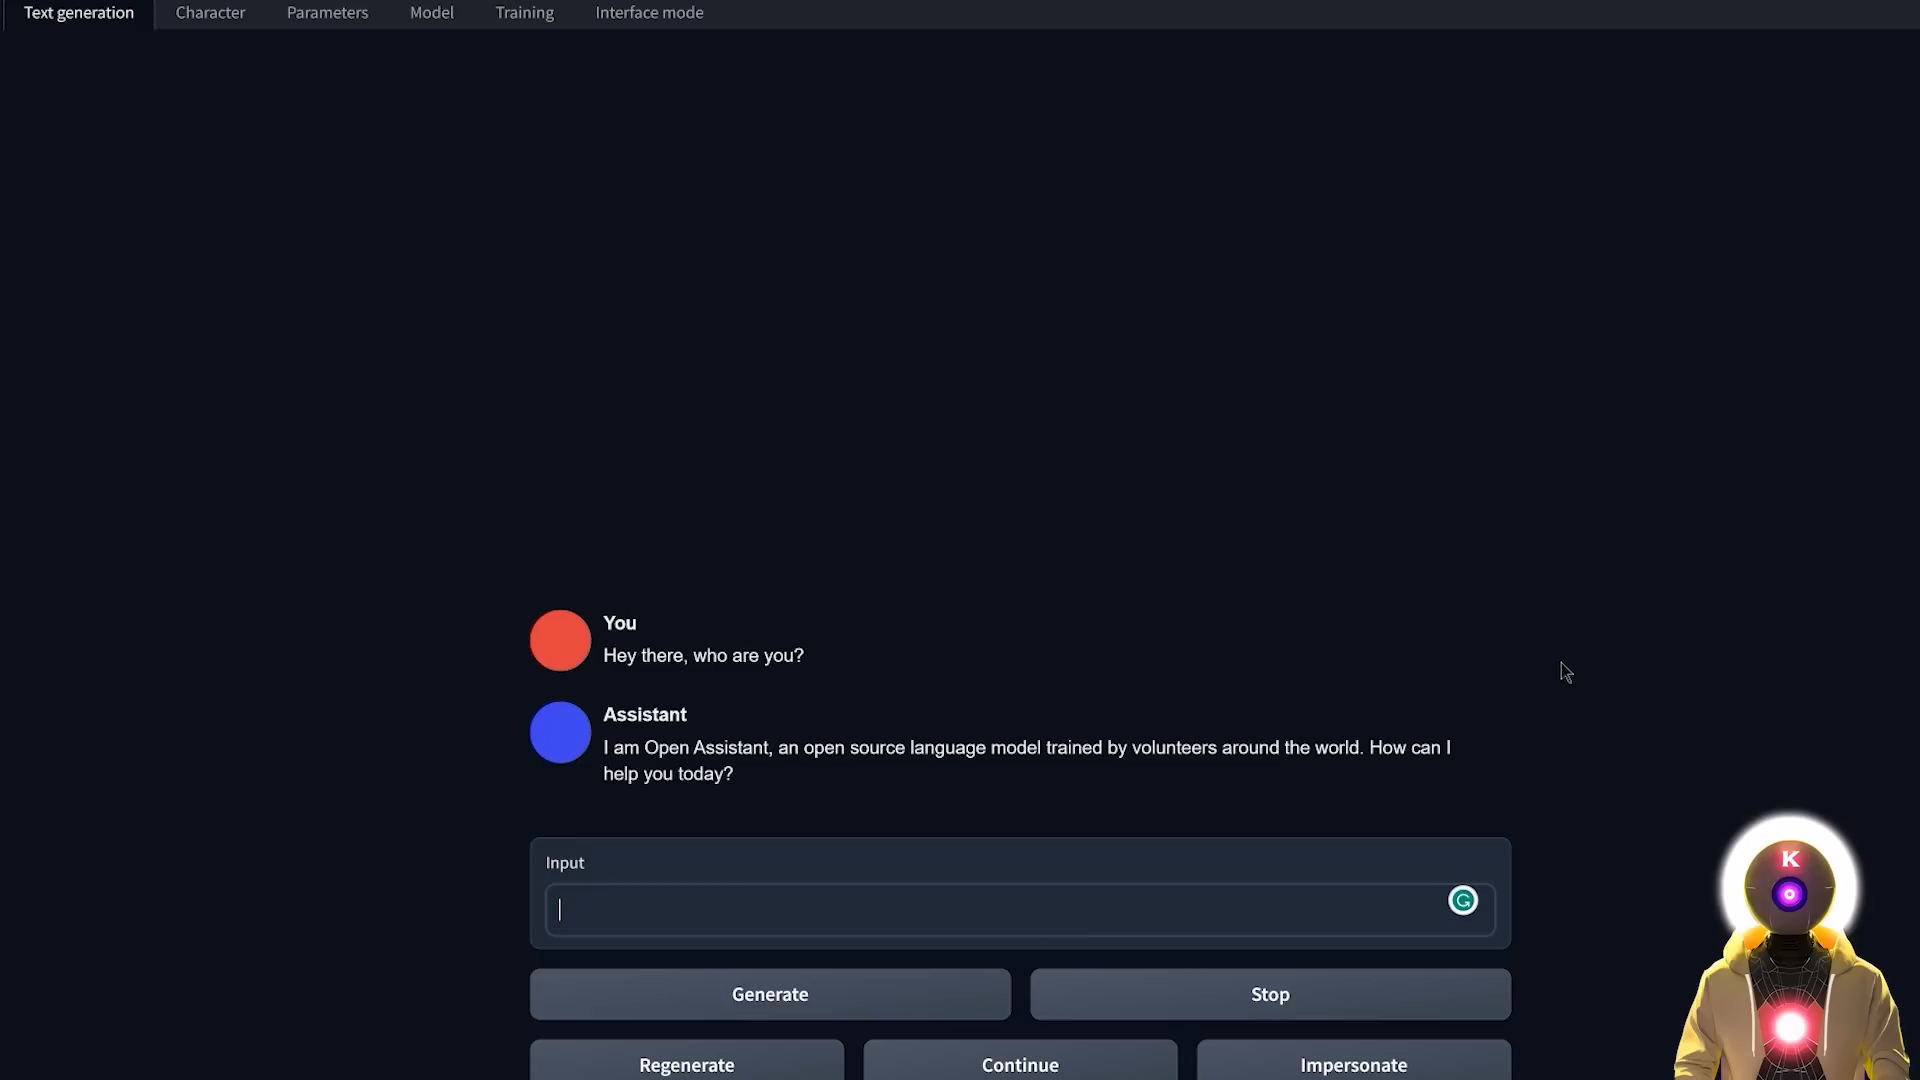 Text generation Character Parameters Model Training Interface mode
You
Hey there, who are you?
Assistant
I am Open Assistant, an open source language model trained by volunteers around the world. How can I
help you today?
Input
Generate Stop
Regenerate Continue Impersonate
K